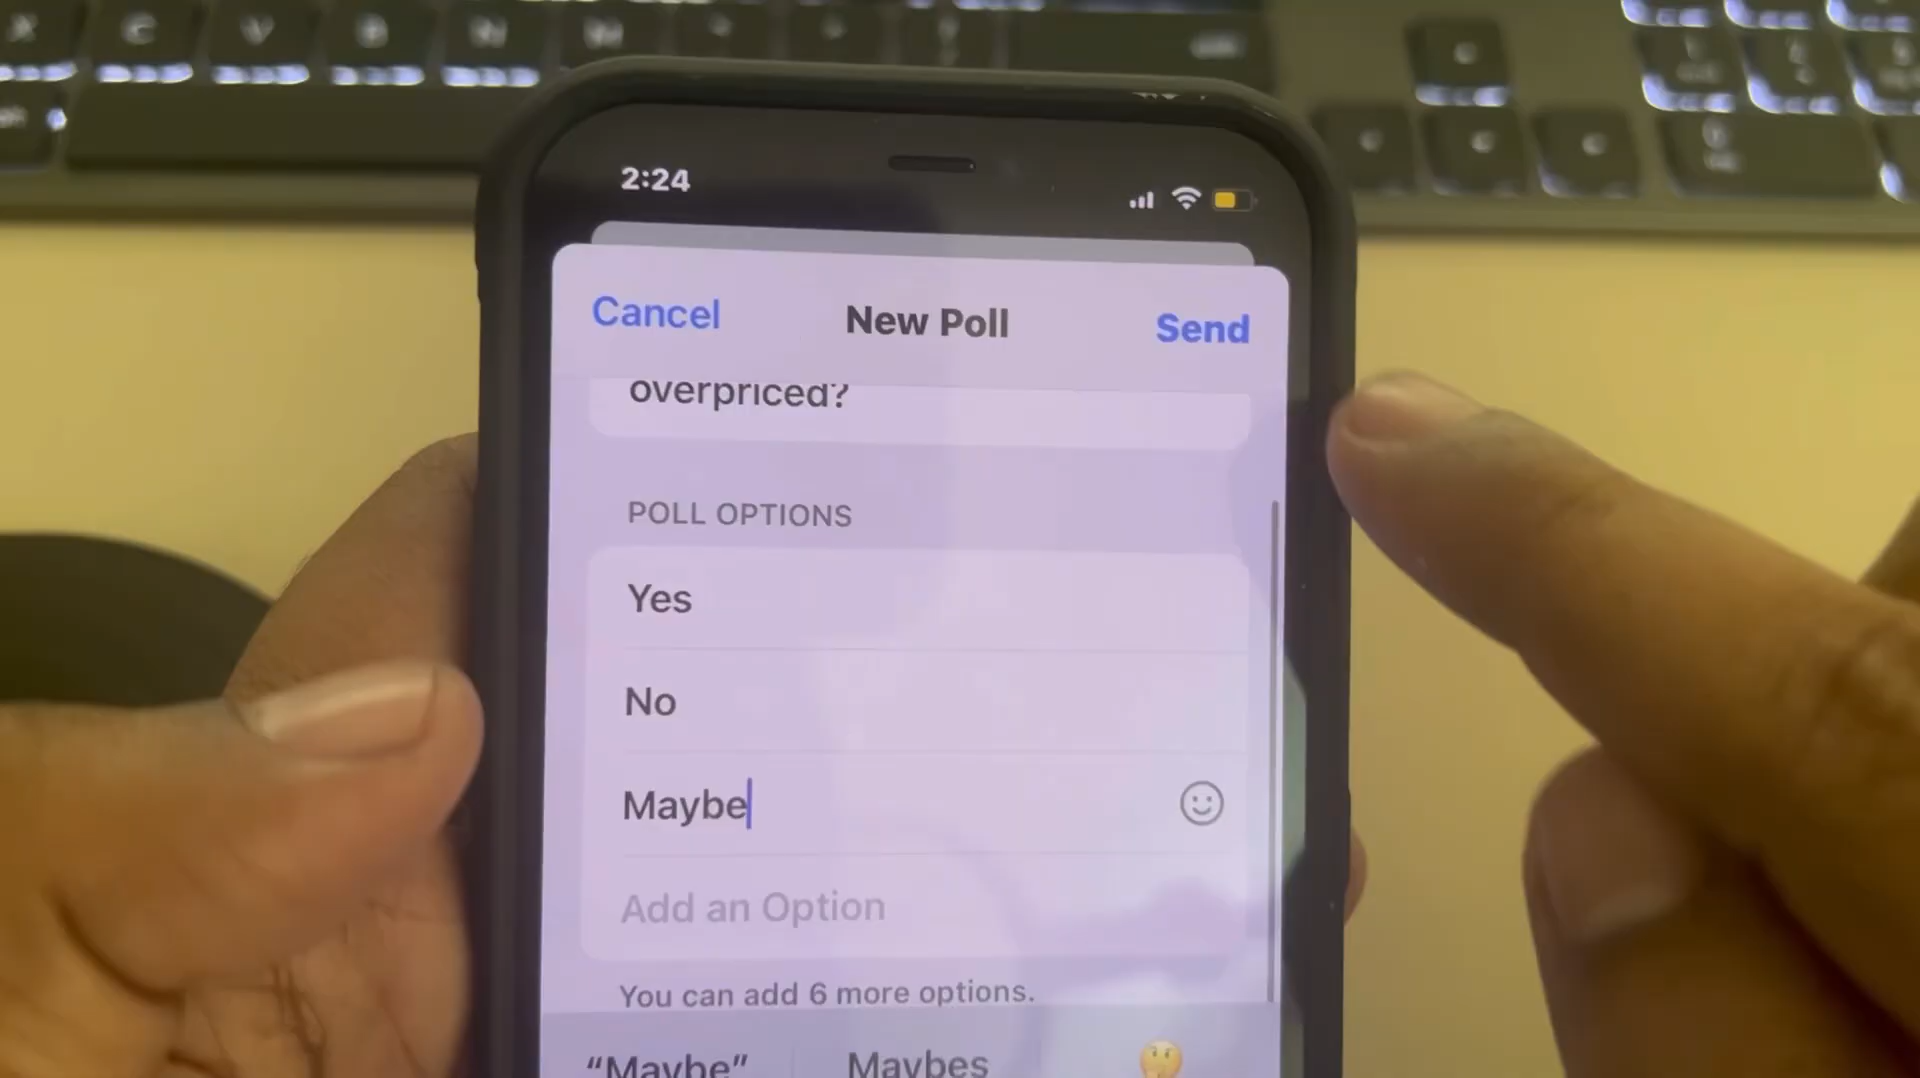 X C V B N M
2:24
Cancel New Poll Send
overpriced?
POLL OPTIONS
Yes
No
Maybe
Add an Option
You can add 6 more options.
“Maybe” Maybes